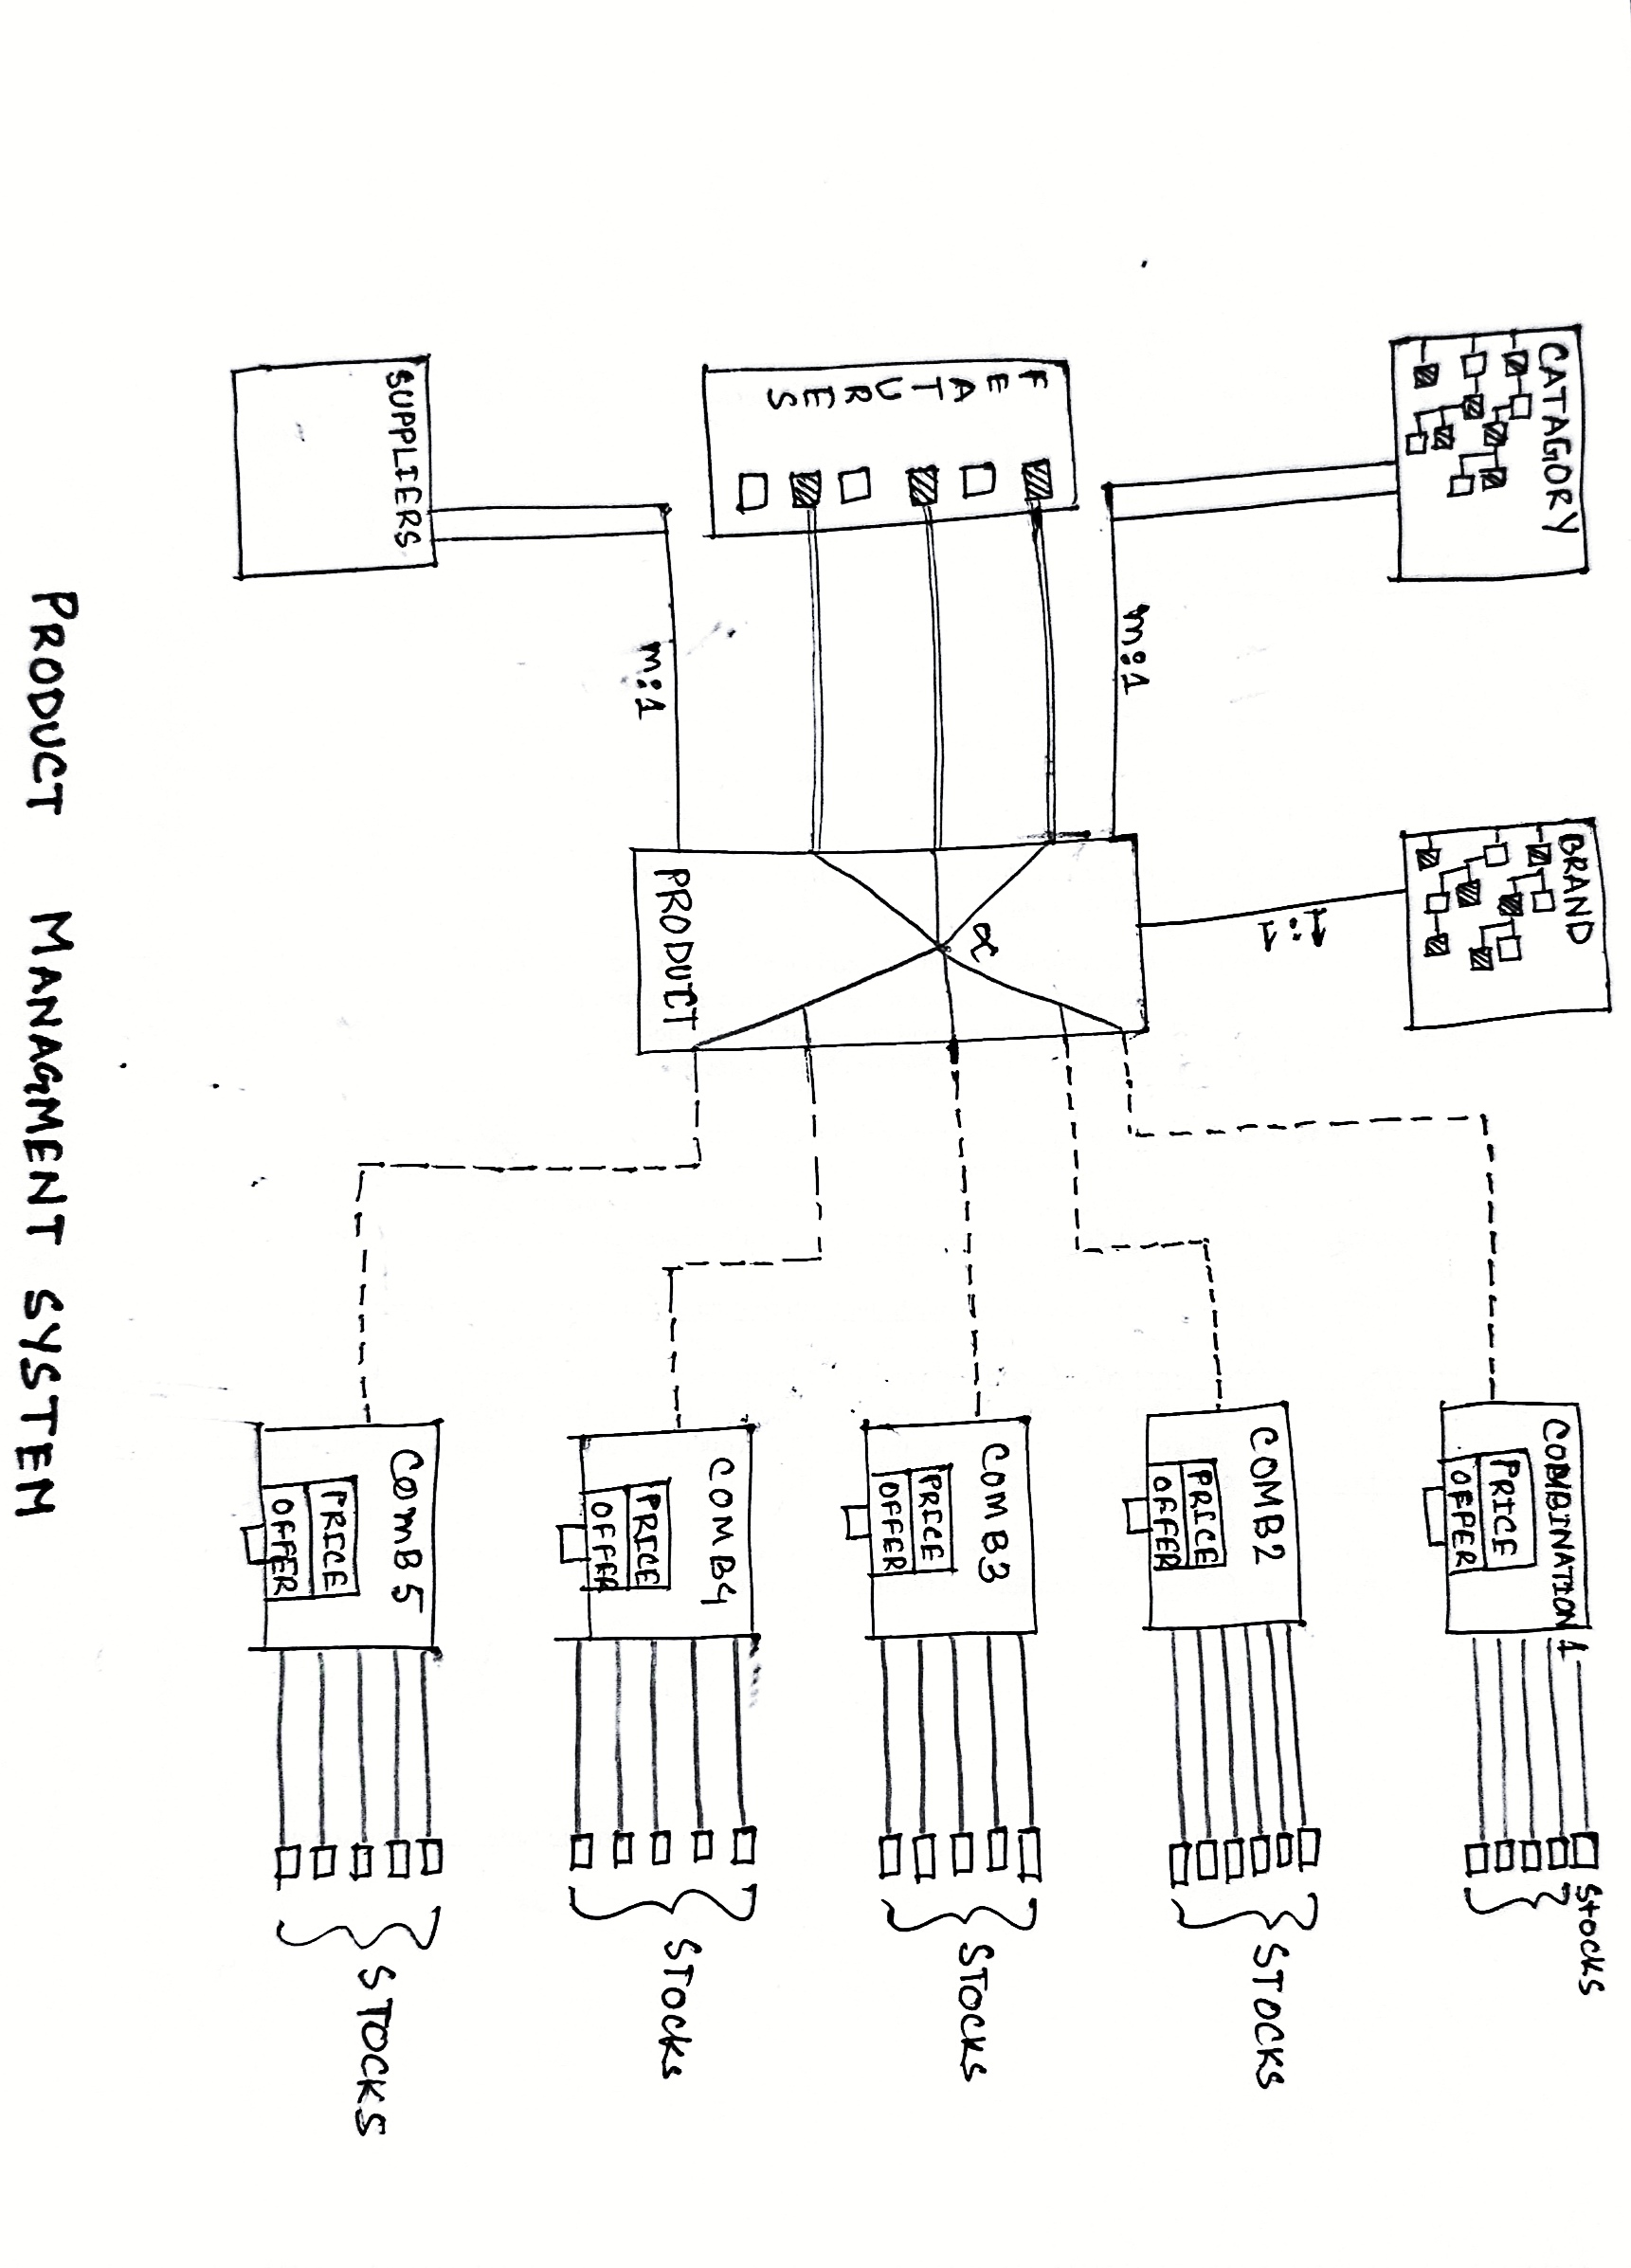 CATAGORY
BRAND
COMBINATION 1
PRICE
OFFER
Stocks
1:1
COMB2
PRICE
OFFER
STOCKS
m:1
FEATURES
∝
COMB3
PRICE
OFFER
STOCKS
PRODUCT
m:1
COMB4
PRICE
OFFER
STOCKS
SUPPLIERS
COMB5
PRICE
OFFER
STOCKS
PRODUCT MANAGMENT SYSTEM